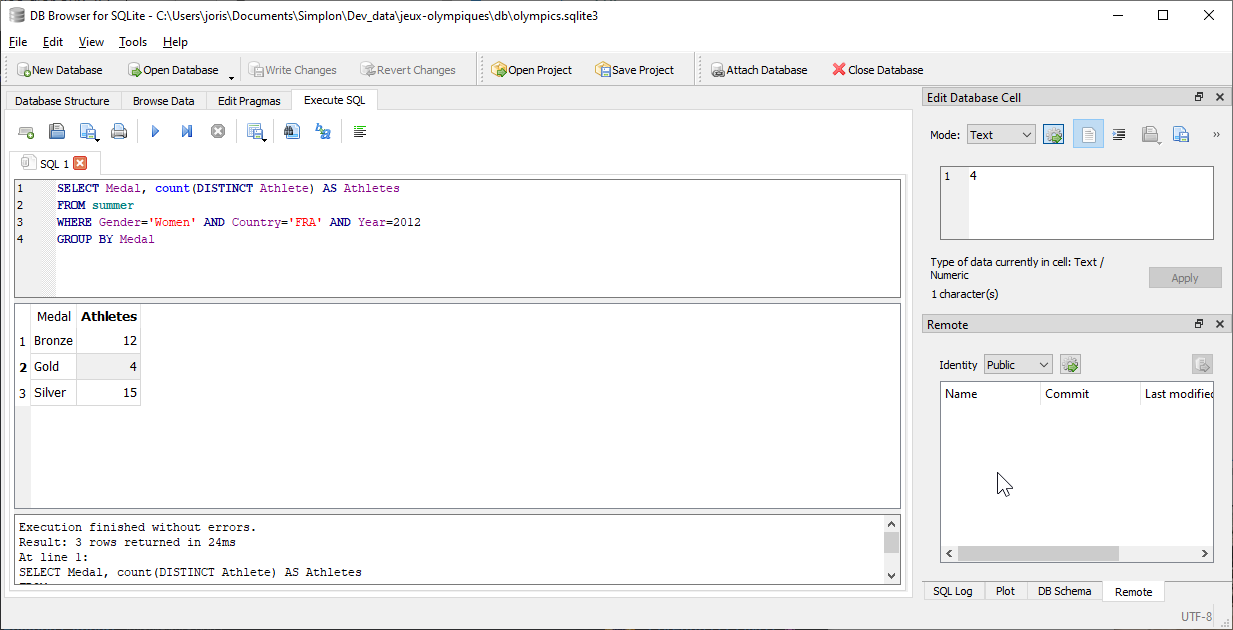 DB Browser for SQLite - C:\Users\joris\Documents\Simplon\Dev_data\jeux-olympiques\db\olympics.sqlite3
File Edit View Tools Help
New Database Open Database Write Changes Revert Changes Open Project Save Project Attach Database Close Database
Database Structure Browse Data Edit Pragmas Execute SQL
SQL 1
1 SELECT Medal, count(DISTINCT Athlete) AS Athletes
2 FROM summer
3 WHERE Gender='Women' AND Country='FRA' AND Year=2012
4 GROUP BY Medal
Medal Athletes
1 Bronze 12
2 Gold 4
3 Silver 15
Execution finished without errors.
Result: 3 rows returned in 24ms
At line 1:
SELECT Medal, count(DISTINCT Athlete) AS Athletes
Edit Database Cell
Mode: Text
1 4
Type of data currently in cell: Text /
Numeric
1 character(s)
Apply
Remote
Identity Public
Name Commit Last modified
SQL Log Plot DB Schema Remote
UTF-8